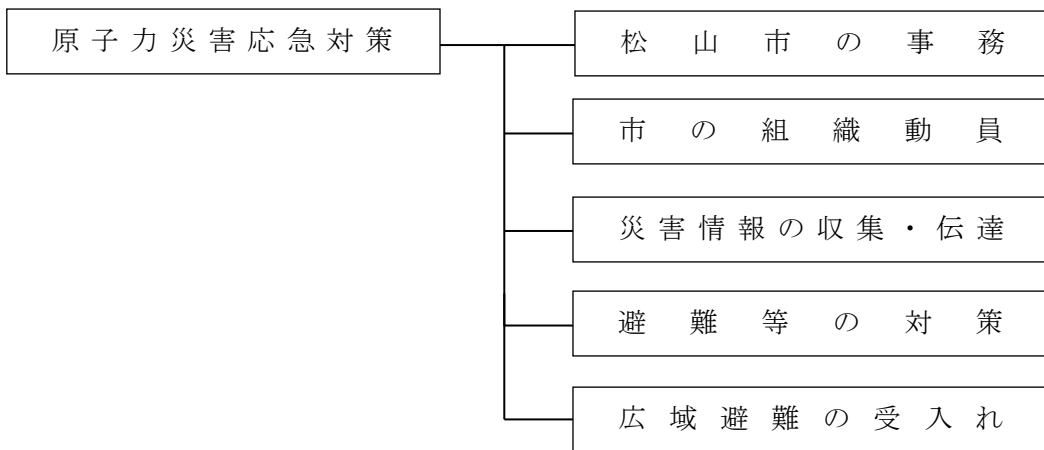 原子力災害応急対策
松山市の事務
市の組織動員
災害情報の収集・伝達
避難等の対策
広域避難の受入れ